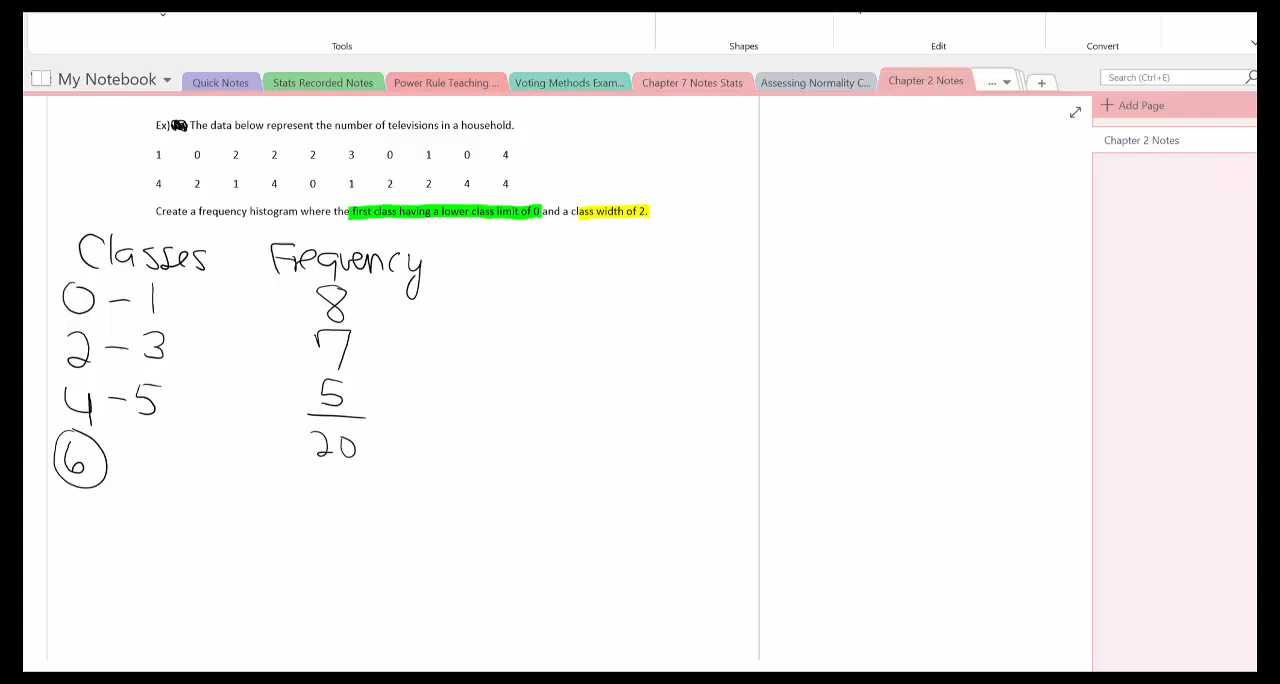 Tools Shapes Edit Convert
My Notebook Quick Notes Stats Recorded Notes Power Rule Teaching ... Voting Methods Exam... Chapter 7 Notes Stats Assessing Normality C... Chapter 2 Notes ... + Search (Ctrl+E)
+ Add Page
Chapter 2 Notes
Ex) The data below represent the number of televisions in a household.
1 0 2 2 2 3 0 1 0 4
4 2 1 4 0 1 2 2 4 4
Create a frequency histogram where the first class having a lower class limit of 0 and a class width of 2.
Classes Frequency
0 - 1 8
2 - 3 7
4 - 5 5
6 20